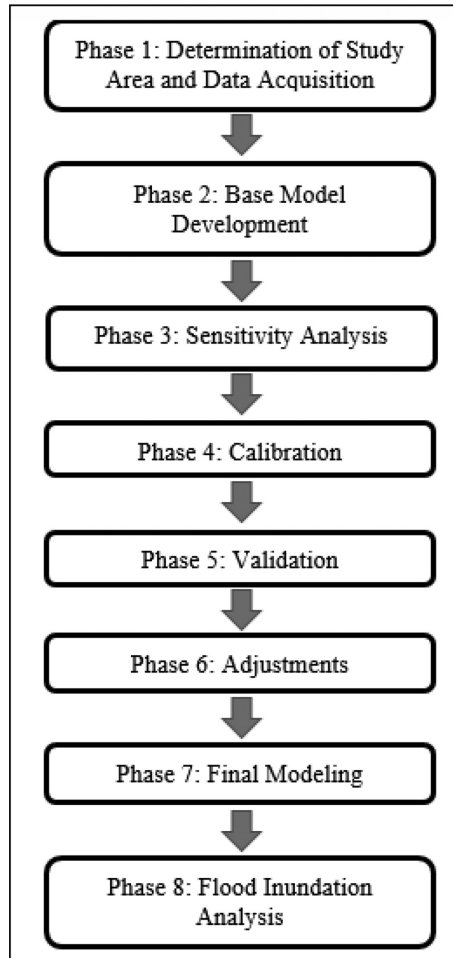 Phase 1: Determination of Study
Area and Data Acquisition
Phase 2: Base Model
Development
Phase 3: Sensitivity Analysis
Phase 4: Calibration
Phase 5: Validation
Phase 6: Adjustments
Phase 7: Final Modeling
Phase 8: Flood Inundation
Analysis